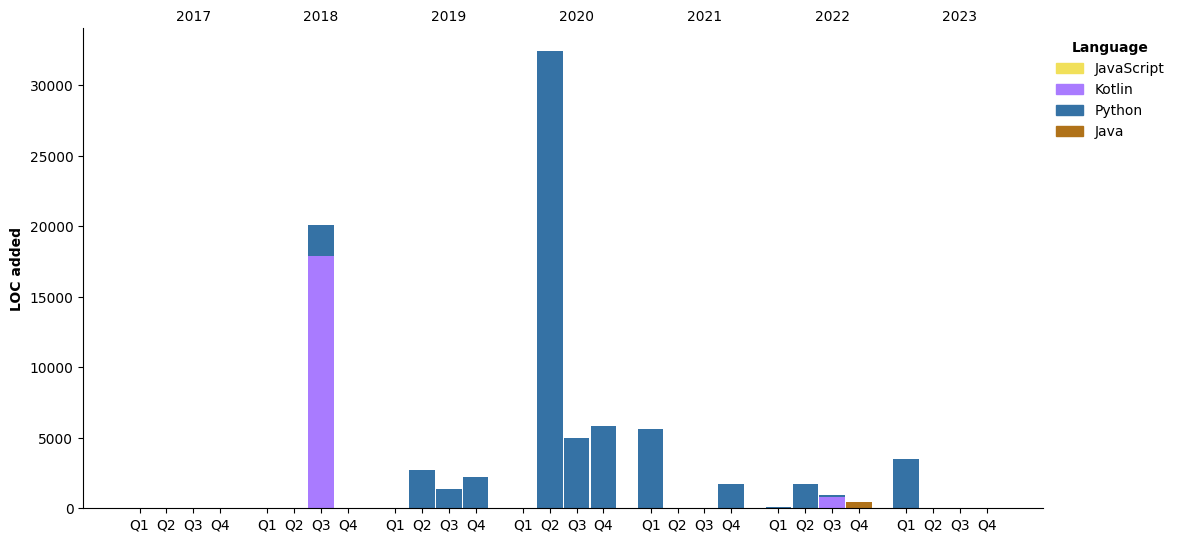 2017 2018 2019 2020 2021 2022 2023
Language
JavaScript
Kotlin
Python
Java
LOC added
30000
25000
20000
15000
10000
5000
0
Q1 Q2 Q3 Q4 Q1 Q2 Q3 Q4 Q1 Q2 Q3 Q4 Q1 Q2 Q3 Q4 Q1 Q2 Q3 Q4 Q1 Q2 Q3 Q4 Q1 Q2 Q3 Q4